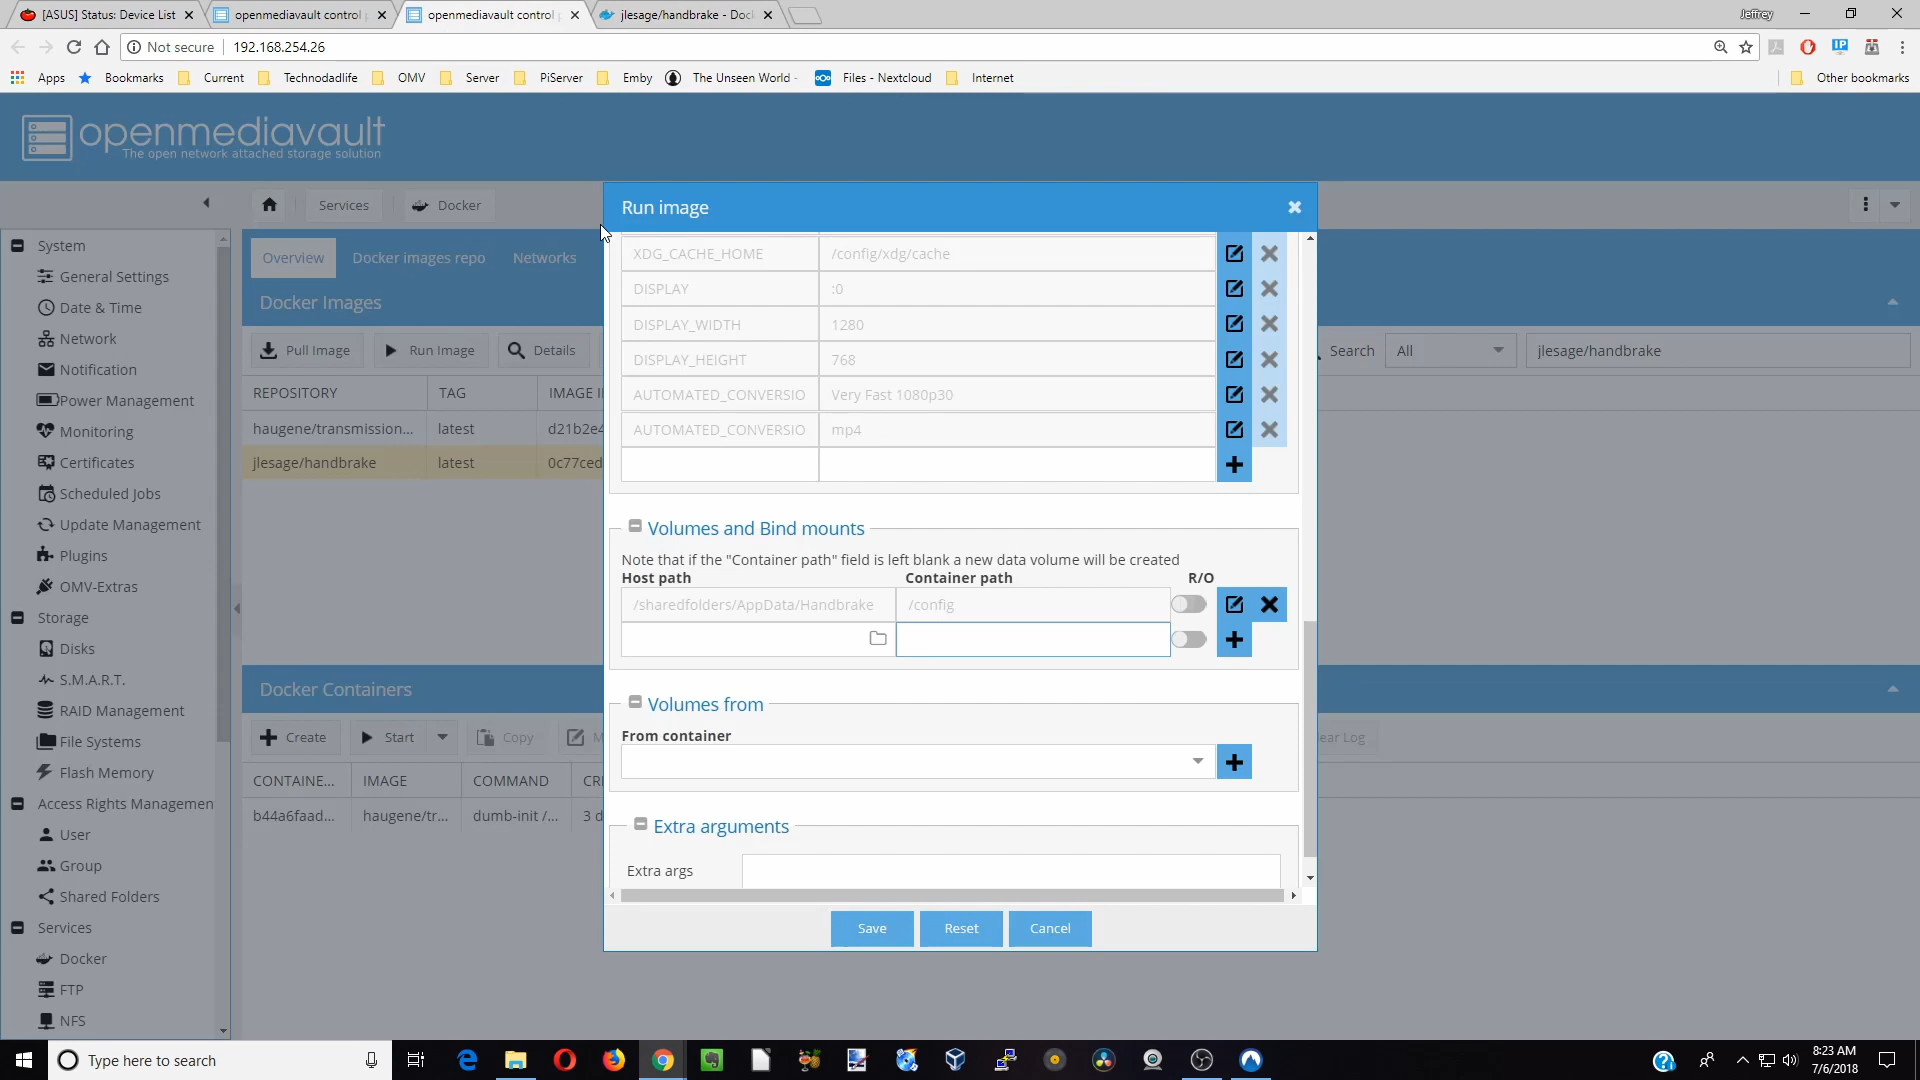 [ASUS] Status: Device List
openmediavault control p
openmediavault control p
jlesage/handbrake - Dock
Jeffrey
Not secure
192.168.254.26
IP
Apps
Bookmarks
Current
Technodadlife
OMV
Server
PiServer
Emby
The Unseen World -
Files - Nextcloud
Internet
Other bookmarks
openmediavault
The open network attached storage solution
Services
Docker
System
General Settings
Date & Time
Network
Notification
Power Management
Monitoring
Certificates
Scheduled Jobs
Update Management
Plugins
OMV-Extras
Storage
Disks
S.M.A.R.T.
RAID Management
File Systems
Flash Memory
Access Rights Managemen
User
Group
Shared Folders
Services
Docker
FTP
NFS
Overview
Docker images repo
Networks
Docker Images
Pull Image
Run Image
Details
Search
All
jlesage/handbrake
REPOSITORY
TAG
IMAGE I
haugene/transmission...
latest
d21b2e4
jlesage/handbrake
latest
0c77ced
Docker Containers
Create
Start
Copy
M
ear Log
CONTAINE...
IMAGE
COMMAND
CR
b44a6faad...
haugene/tr...
dumb-init /...
3 d
Run image
XDG_CACHE_HOME
/config/xdg/cache
DISPLAY
:0
DISPLAY_WIDTH
1280
DISPLAY_HEIGHT
768
AUTOMATED_CONVERSIO
Very Fast 1080p30
AUTOMATED_CONVERSIO
mp4
Volumes and Bind mounts
Note that if the "Container path" field is left blank a new data volume will be created
Host path
Container path
R/O
/sharedfolders/AppData/Handbrake
/config
Volumes from
From container
Extra arguments
Extra args
Save
Reset
Cancel
Type here to search
8:23 AM
7/6/2018